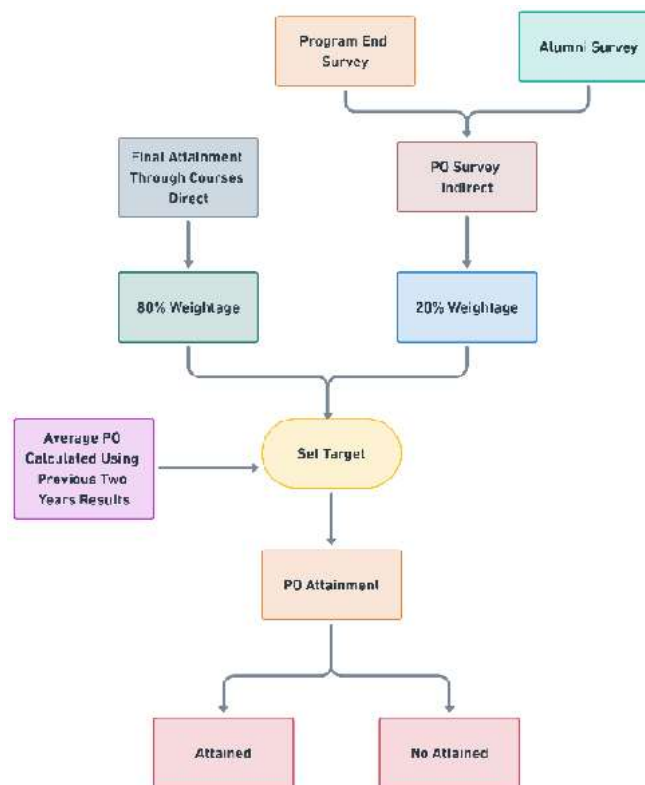 Program End
Survey
Alumni Survey
Final Attainment
Through Courses
Direct
PO Survey
Indirect
80% Weightage
20% Weightage
Average PO
Calculated Using
Previous Two
Years Results
Set Target
PO Attainment
Attained
No Attained